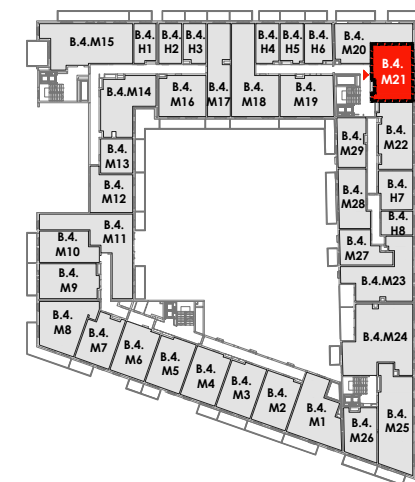 B.4.M15
B.4.
H1
B.4.
H2
B.4.
H3
B.4.
H4
B.4.
H5
B.4.
H6
B.4.
M20
B.4.
M21
B.4.
M14
B.4.
M16
B.4.
M17
B.4.
M18
B.4.
M19
B.4.
M13
B.4.
M12
B.4.
M29
B.4.
M22
B.4.
M28
B.4.
H7
B.4.
H8
B.4.
M11
B.4.
M10
B.4.
M9
B.4.
M27
B.4.
M23
B.4.
M8
B.4.
M7
B.4.
M6
B.4.
M5
B.4.
M4
B.4.
M3
B.4.
M2
B.4.
M1
B.4.M24
B.4.
M26
B.4.
M25